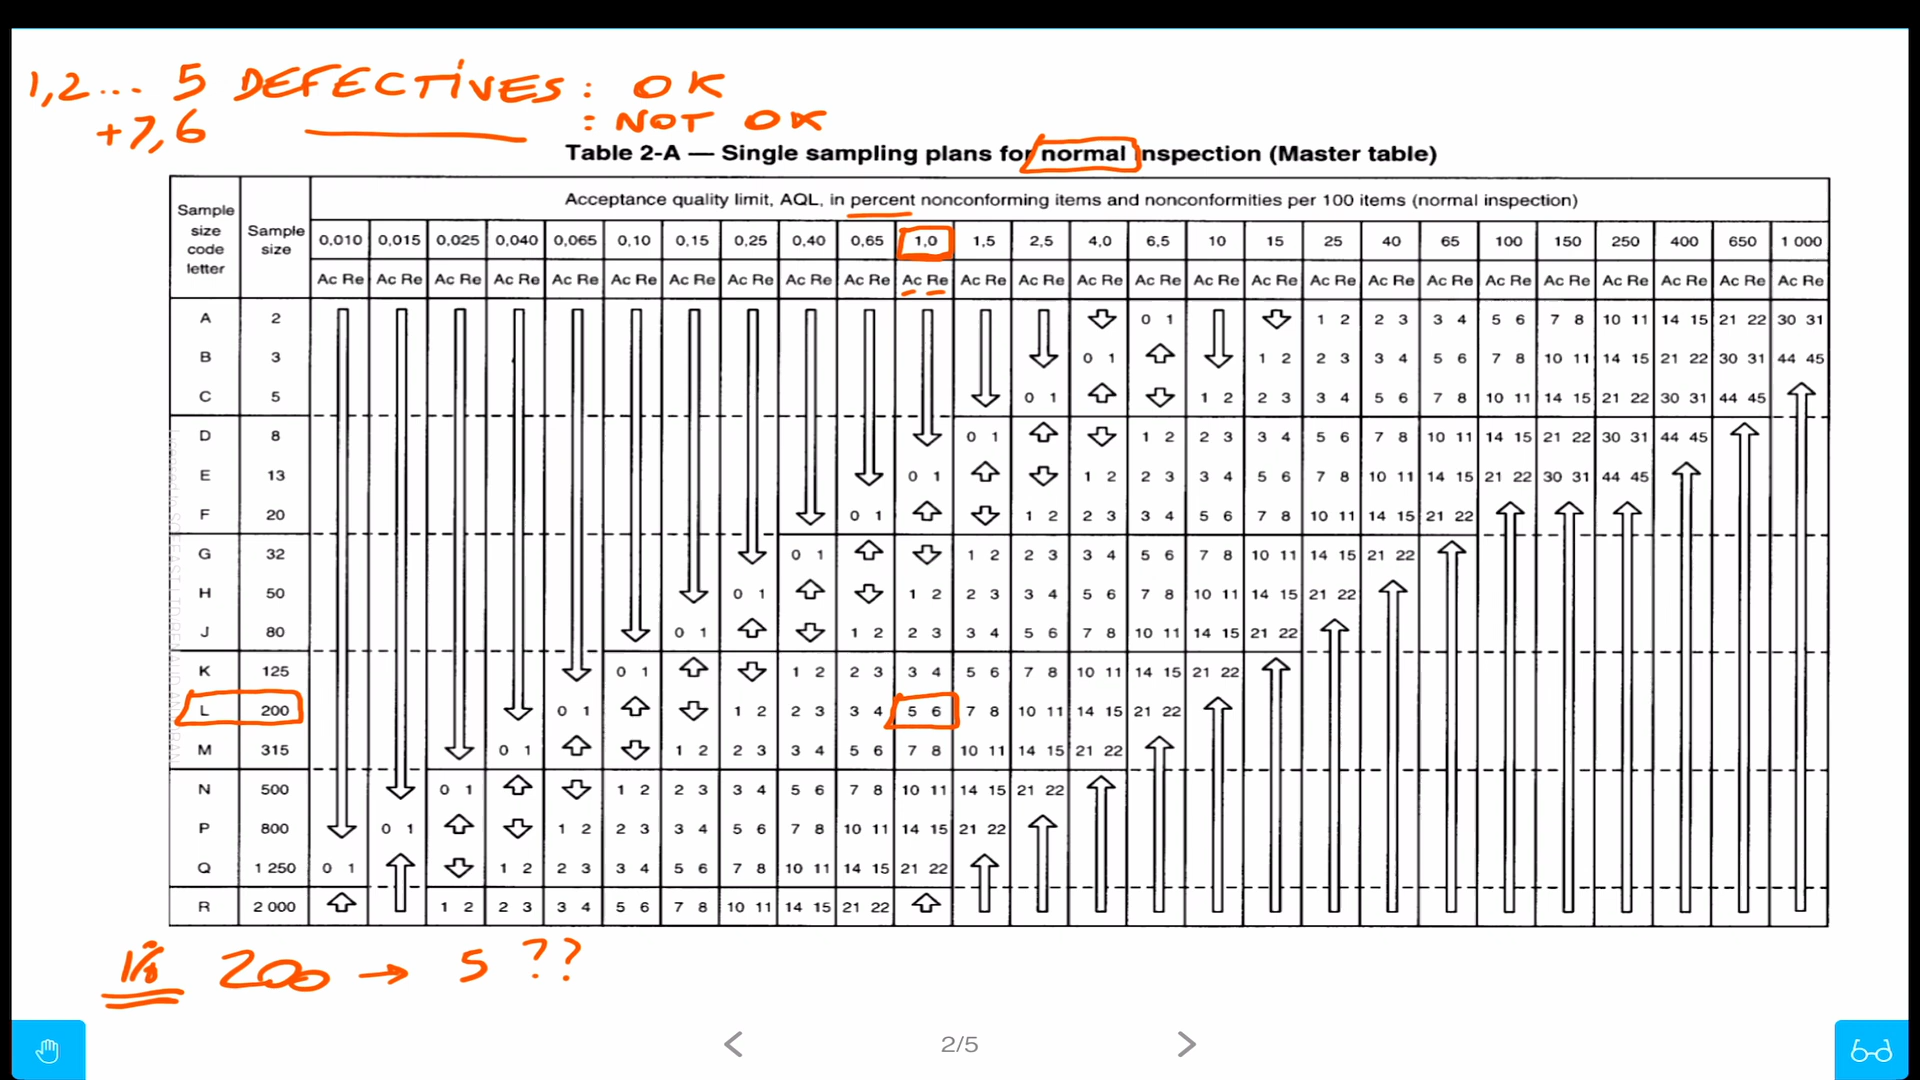 1,2... 5 DEFECTIVES : OK
+7,6 : NOT OK
Table 2-A — Single sampling plans for normal inspection (Master table)
Sample size code letter
Sample size
Acceptance quality limit, AQL, in percent nonconforming items and nonconformities per 100 items (normal inspection)
0,010 0,015 0,025 0,040 0,065 0,10 0,15 0,25 0,40 0,65 1,0 1,5 2,5 4,0 6,5 10 15 25 40 65 100 150 250 400 650 1 000
Ac Re Ac Re Ac Re Ac Re Ac Re Ac Re Ac Re Ac Re Ac Re Ac Re Ac Re Ac Re Ac Re Ac Re Ac Re Ac Re Ac Re Ac Re Ac Re Ac Re Ac Re Ac Re Ac Re Ac Re Ac Re Ac Re
A 2 0 1 1 2 2 3 3 4 5 6 7 8 10 11 14 15 21 22 30 31
B 3 0 1 1 2 2 3 3 4 5 6 7 8 10 11 14 15 21 22 30 31 44 45
C 5 0 1 1 2 2 3 3 4 5 6 7 8 10 11 14 15 21 22 30 31 44 45
D 8 0 1 1 2 2 3 3 4 5 6 7 8 10 11 14 15 21 22 30 31 44 45
E 13 0 1 1 2 2 3 3 4 5 6 7 8 10 11 14 15 21 22 30 31 44 45
F 20 0 1 1 2 2 3 3 4 5 6 7 8 10 11 14 15 21 22
G 32 0 1 1 2 2 3 3 4 5 6 7 8 10 11 14 15 21 22
H 50 0 1 1 2 2 3 3 4 5 6 7 8 10 11 14 15 21 22
J 80 0 1 1 2 2 3 3 4 5 6 7 8 10 11 14 15 21 22
K 125 0 1 1 2 2 3 3 4 5 6 7 8 10 11 14 15 21 22
L 200 0 1 1 2 2 3 3 4 5 6 7 8 10 11 14 15 21 22
M 315 0 1 1 2 2 3 3 4 5 6 7 8 10 11 14 15 21 22
N 500 0 1 1 2 2 3 3 4 5 6 7 8 10 11 14 15 21 22
P 800 0 1 1 2 2 3 3 4 5 6 7 8 10 11 14 15 21 22
Q 1 250 0 1 1 2 2 3 3 4 5 6 7 8 10 11 14 15 21 22
R 2 000 1 2 2 3 3 4 5 6 7 8 10 11 14 15 21 22
200 → 5 ??
2/5